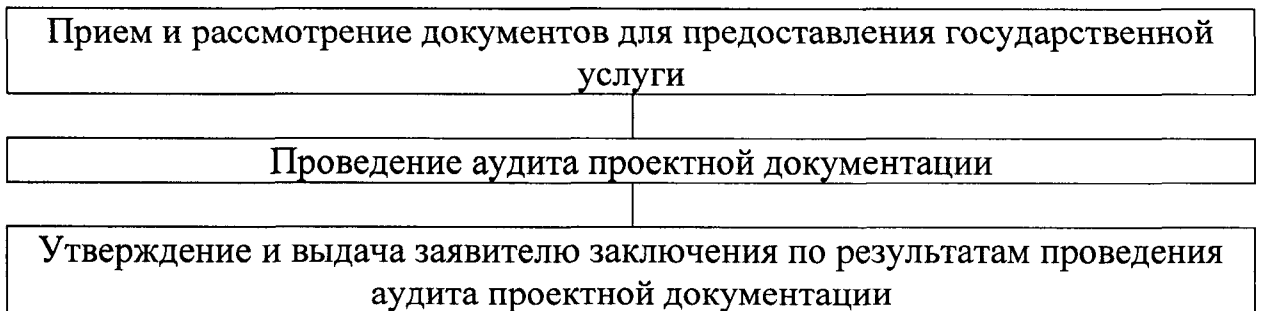 Прием и рассмотрение документов для предоставления государственной
услуги
Проведение аудита проектной документации
Утверждение и выдача заявителю заключения по результатам проведения
аудита проектной документации